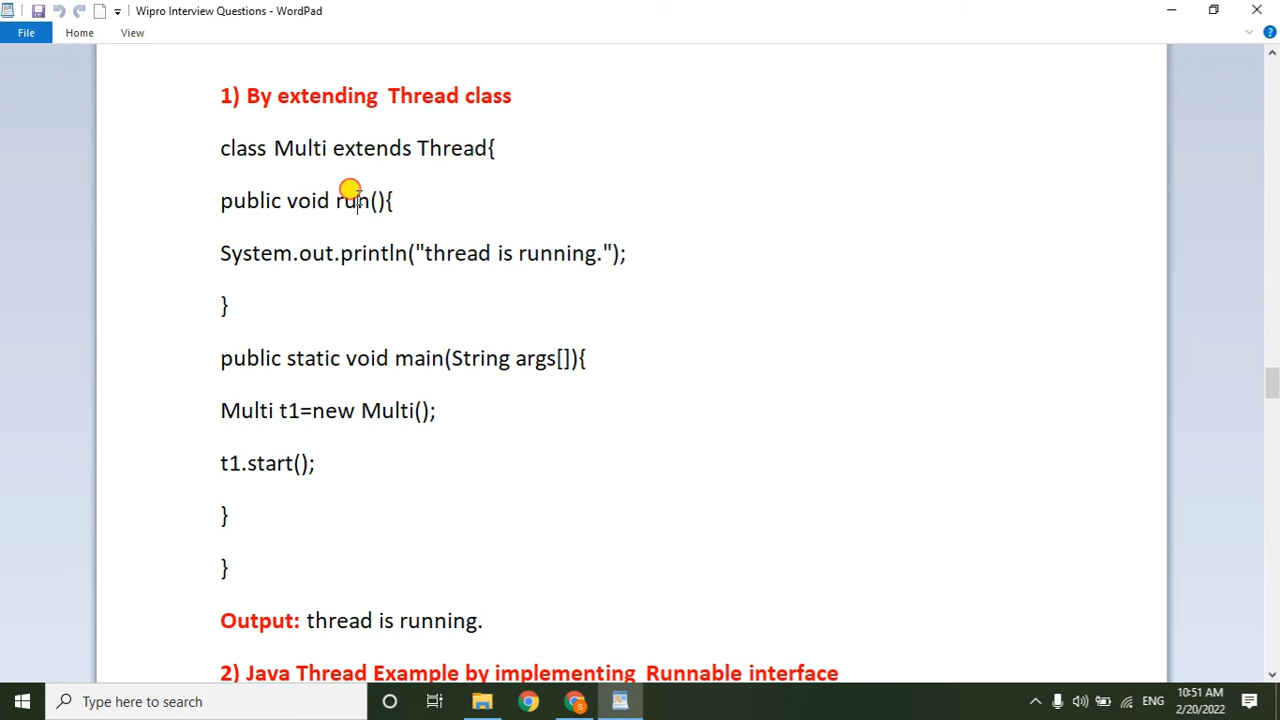 Wipro Interview Questions - WordPad
File Home View
1) By extending Thread class
class Multi extends Thread{
public void run(){
System.out.println("thread is running.");
}
public static void main(String args[]){
Multi t1=new Multi();
t1.start();
}
}
Output: thread is running.
2) Java Thread Example by implementing Runnable interface
Type here to search
ENG
10:51 AM
2/20/2022